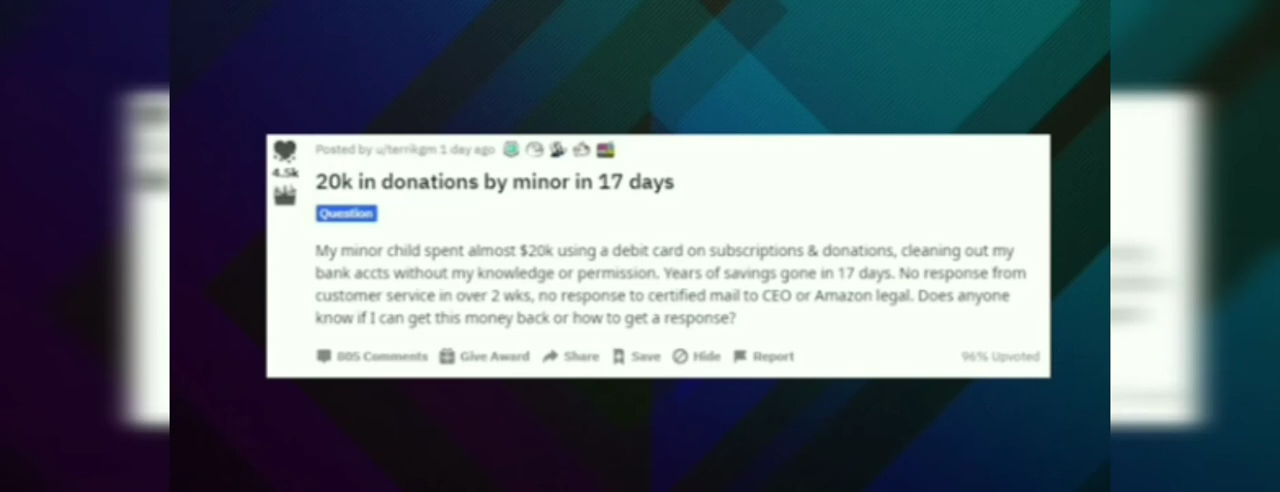 Posted by u/terrikgm 1 day ago
4.5k
20k in donations by minor in 17 days
Question
My minor child spent almost $20k using a debit card on subscriptions & donations, cleaning out my
bank accts without my knowledge or permission. Years of savings gone in 17 days. No response from
customer service in over 2 wks, no response to certified mail to CEO or Amazon legal. Does anyone
know if I can get this money back or how to get a response?
805 Comments Give Award Share Save Hide Report 96% Upvoted